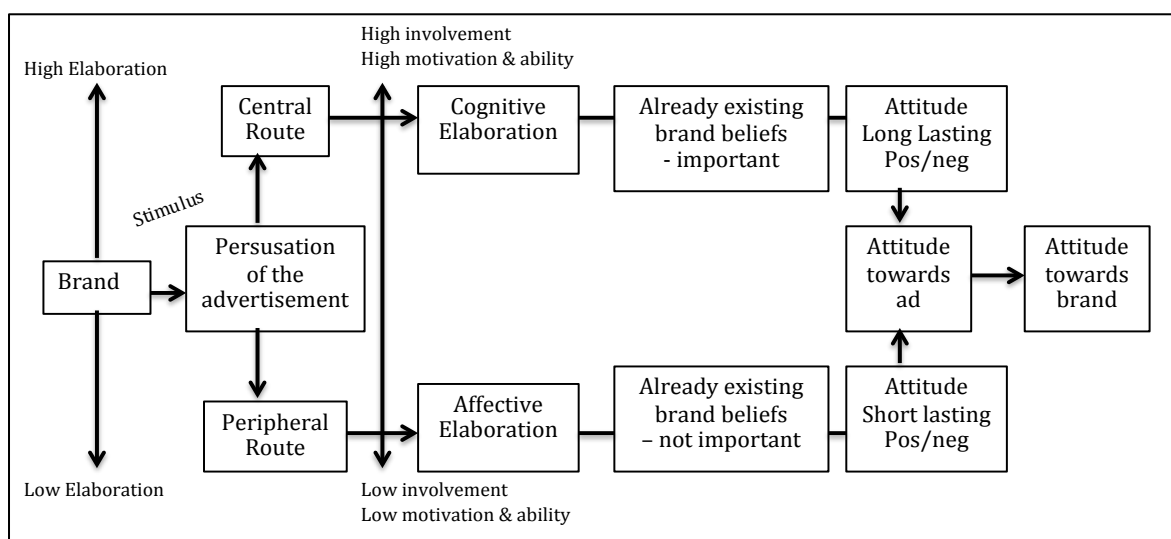 High involvement
High motivation & ability
High Elaboration
Central
Route
Cognitive
Elaboration
Already existing
brand beliefs
- important
Attitude
Long Lasting
Pos/neg
Stimulus
Brand
Persusation
of the
advertisement
Attitude
towards
ad
Attitude
towards
brand
Peripheral
Route
Affective
Elaboration
Already existing
brand beliefs
– not important
Attitude
Short lasting
Pos/neg
Low Elaboration
Low involvement
Low motivation & ability